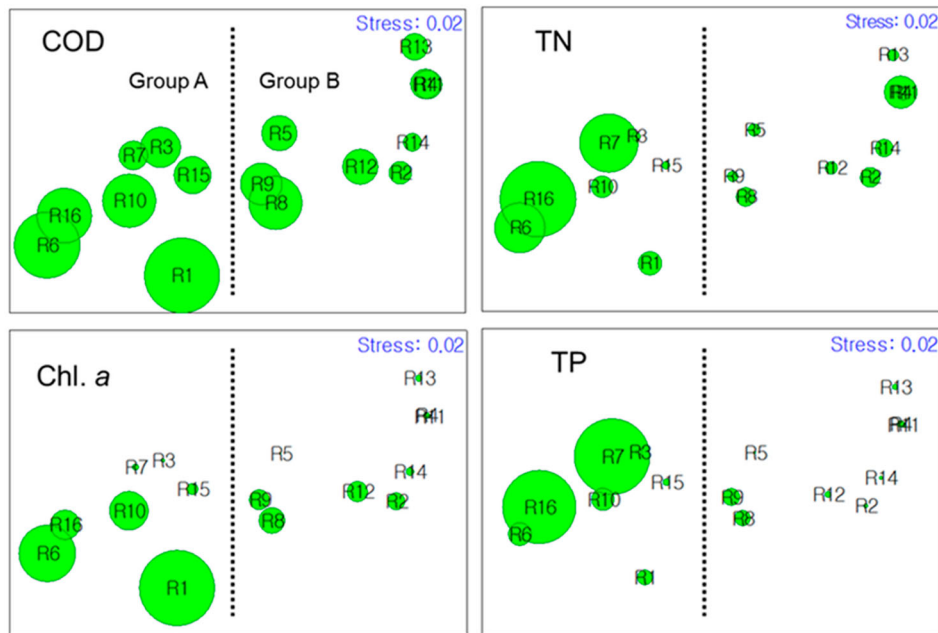 Stress: 0.02
COD
Group A
Group B
R13
R5
R14
R7
R3
R12
R2
R15
R9
R10
R8
R16
R6
R1
Stress: 0.02
TN
R13
R7
R3
R5
R14
R15
R12
R9
R2
R10
R8
R16
R6
R1
Stress: 0.02
Chl. a
R13
R5
R7
R3
R14
R15
R12
R9
R2
R10
R8
R16
R6
R1
Stress: 0.02
TP
R13
R7
R3
R5
R15
R14
R12
R9
R2
R10
R16
R8
R6
R1